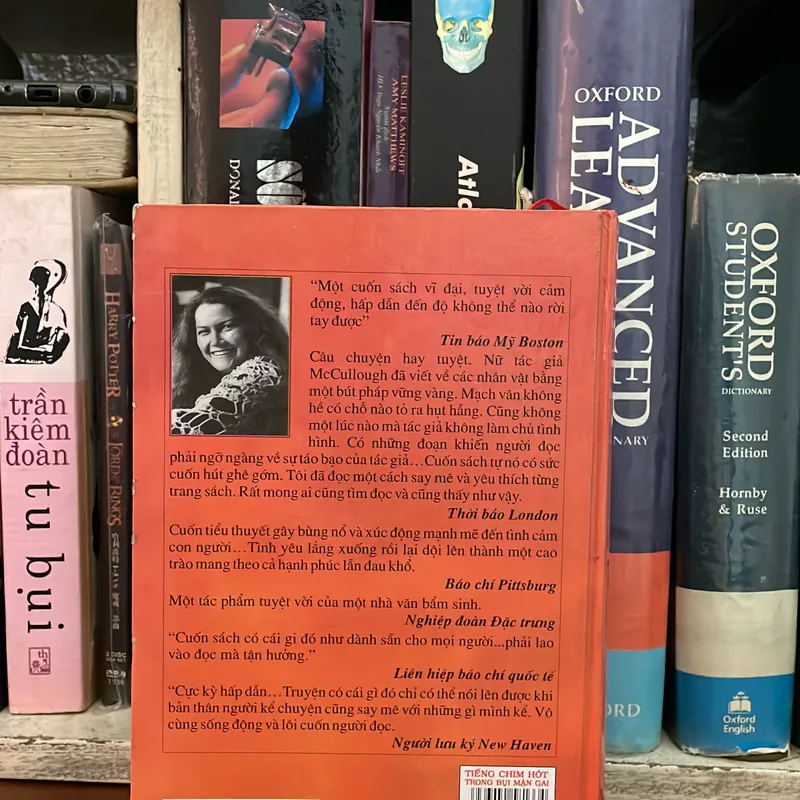 LESLIE KAMINOFF
AMY MATTHEWS
DONAL
Atla
OXFORD
ADVANCED
LEA
NARY
ORD
OXFORD
STUDENT'S
DICTIONARY
Second
Edition
Hornby
& Ruse
Oxford
English
trần
kiêm
đoàn
tu bụi
HARRY POTTER
LORD OF THE RINGS
“Một cuốn sách vĩ đại, tuyệt vời cảm
động, hấp dẫn đến độ không thể nào rời
tay được”
Tin báo Mỹ Boston
Câu chuyện hay tuyệt. Nữ tác giả
McCullough đã viết về các nhân vật bằng
một bút pháp vững vàng. Mạch văn không
hề có chỗ nào tỏ ra hụt hẫng. Cũng không
một lúc nào mà tác giả không làm chủ tình
hình. Có những đoạn khiến người đọc
phải ngỡ ngàng về sự táo bạo của tác giả...Cuốn sách tự nó có sức
cuốn hút ghê gớm. Tôi đã đọc một cách say mê và yêu thích từng
trang sách. Rất mong ai cũng tìm đọc và cũng thấy như vậy.
Thời báo London
Cuốn tiểu thuyết gây bùng nổ và xúc động mạnh mẽ đến tình cảm
con người...Tình yêu lắng xuống rồi lại dội lên thành một cao
trào mang theo cả hạnh phúc lẫn đau khổ.
Báo chí Pittsburg
Một tác phẩm tuyệt vời của một nhà văn bẩm sinh.
Nghiệp đoàn Đặc trưng
“Cuốn sách có cái gì đó như dành sẵn cho mọi người...phải lao
vào đọc mà tận hưởng.”
Liên hiệp báo chí quốc tế
“Cực kỳ hấp dẫn...Truyện có cái gì đó chỉ có thể nói lên được khi
bản thân người kể chuyện cũng say mê với những gì mình kể. Vô
cùng sống động và lôi cuốn người đọc.
Người lưu ký New Haven
TIẾNG CHIM HÓT
TRONG BỤI MẬN GAI